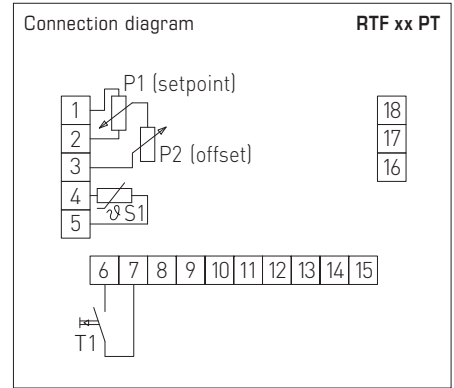 Connection diagram RTF xx PT
P1 (setpoint)
1
2
3
4
5
P2 (offset)
ϑ S1
18
17
16
6 7 8 9 10 11 12 13 14 15
T1